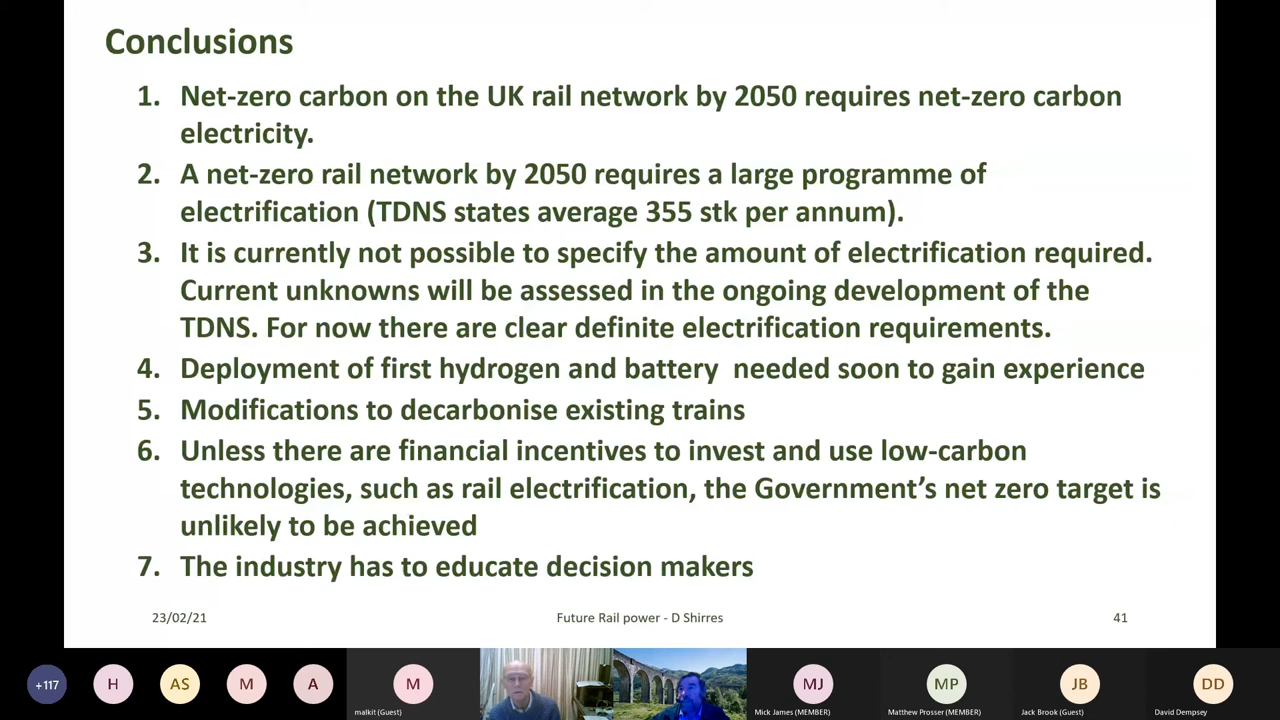 Conclusions
1. Net-zero carbon on the UK rail network by 2050 requires net-zero carbon
electricity.
2. A net-zero rail network by 2050 requires a large programme of
electrification (TDNS states average 355 stk per annum).
3. It is currently not possible to specify the amount of electrification required.
Current unknowns will be assessed in the ongoing development of the
TDNS. For now there are clear definite electrification requirements.
4. Deployment of first hydrogen and battery  needed soon to gain experience
5. Modifications to decarbonise existing trains
6. Unless there are financial incentives to invest and use low-carbon
technologies, such as rail electrification, the Government's net zero target is
unlikely to be achieved
7. The industry has to educate decision makers
23/02/21 Future Rail power - D Shirres 41
+117 H AS M A M MJ MP JB DD
malkit (Guest) Mick James (MEMBER) Matthew Prosser (MEMBER) Jack Brook (Guest) David Dempsey